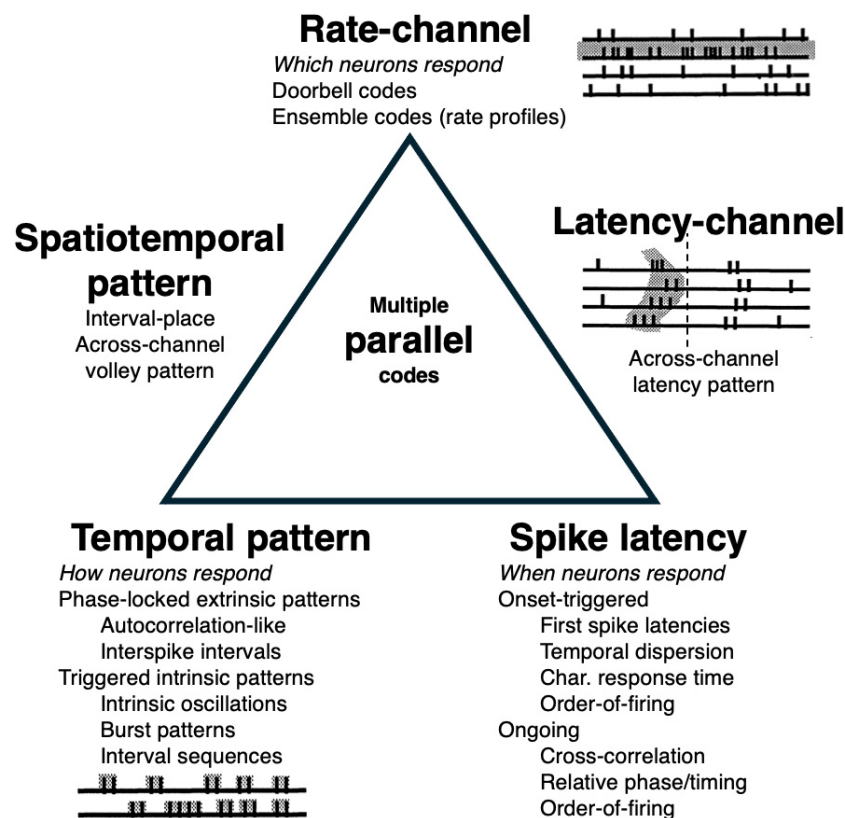 Rate-channel
Which neurons respond
Doorbell codes
Ensemble codes (rate profiles)
Spatiotemporal
pattern
Interval-place
Across-channel
volley pattern
Multiple
parallel
codes
Latency-channel
Across-channel
latency pattern
Temporal pattern
How neurons respond
Phase-locked extrinsic patterns
Autocorrelation-like
Interspike intervals
Triggered intrinsic patterns
Intrinsic oscillations
Burst patterns
Interval sequences
Spike latency
When neurons respond
Onset-triggered
First spike latencies
Temporal dispersion
Char. response time
Order-of-firing
Ongoing
Cross-correlation
Relative phase/timing
Order-of-firing